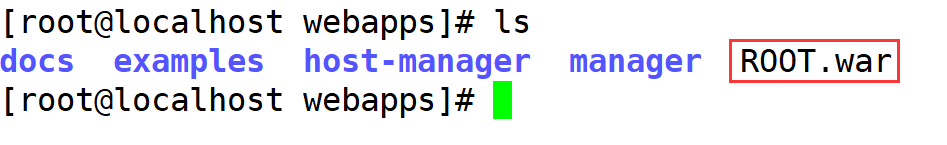 [root@localhost webapps]# ls
docs  examples  host-manager  manager  ROOT.war
[root@localhost webapps]#